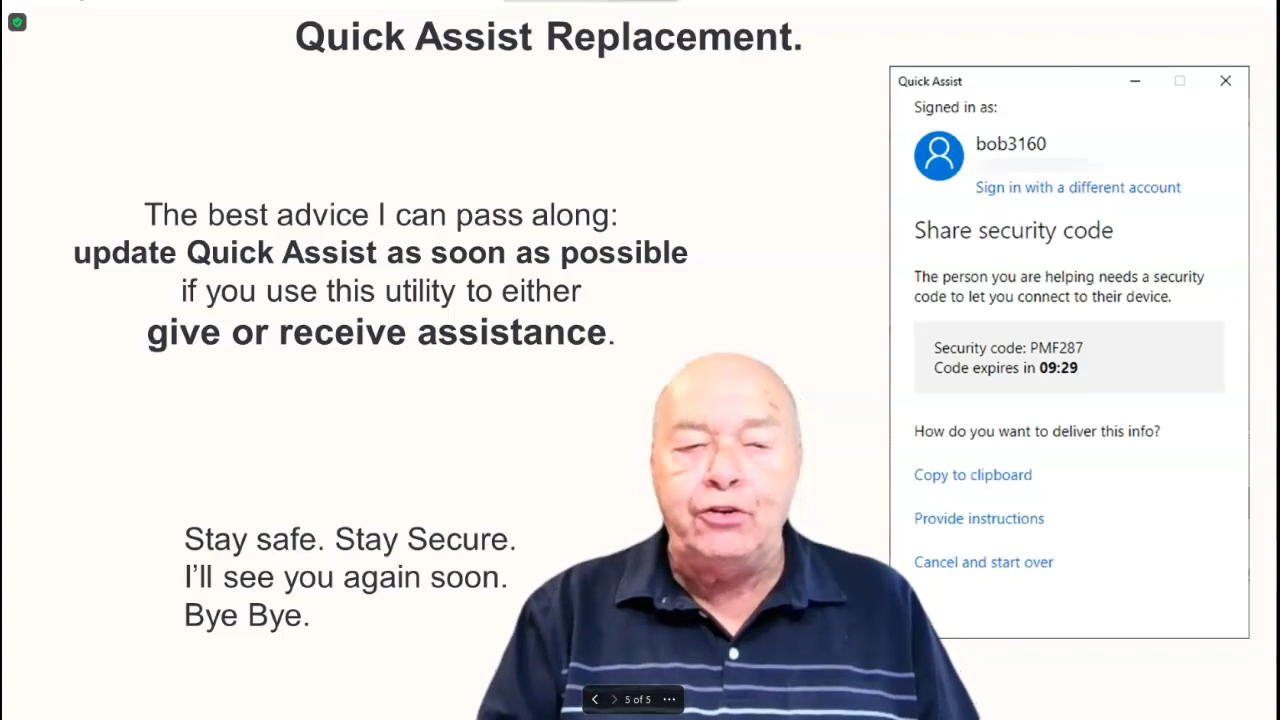 Quick Assist Replacement.
The best advice I can pass along:
update Quick Assist as soon as possible
if you use this utility to either
give or receive assistance.
Stay safe. Stay Secure.
I'll see you again soon.
Bye Bye.
Quick Assist
Signed in as:
bob3160
Sign in with a different account
Share security code
The person you are helping needs a security
code to let you connect to their device.
Security code: PMF287
Code expires in 09:29
How do you want to deliver this info?
Copy to clipboard
Provide instructions
Cancel and start over
5 of 5